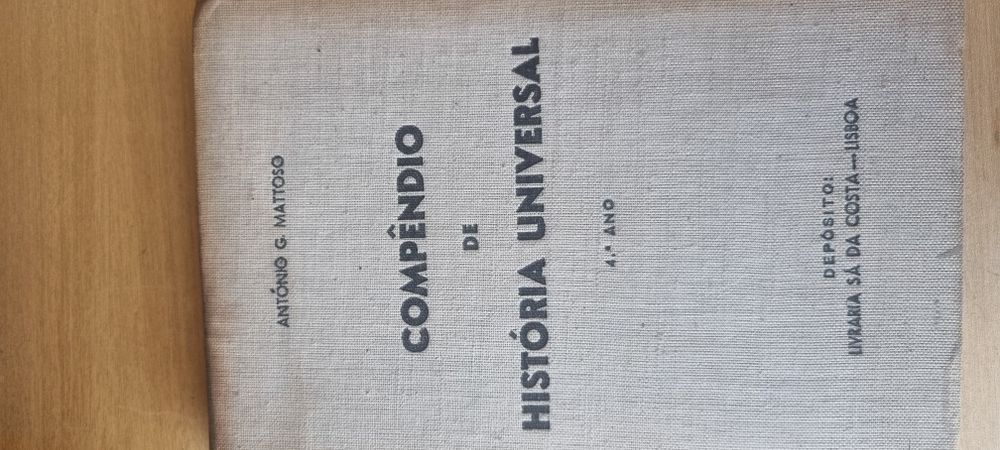 ANTÓNIO G. MATTOSO
COMPÊNDIO
DE
HISTÓRIA UNIVERSAL
4.º ANO
DEPÓSITO:
LIVRARIA SÁ DA COSTA—LISBOA